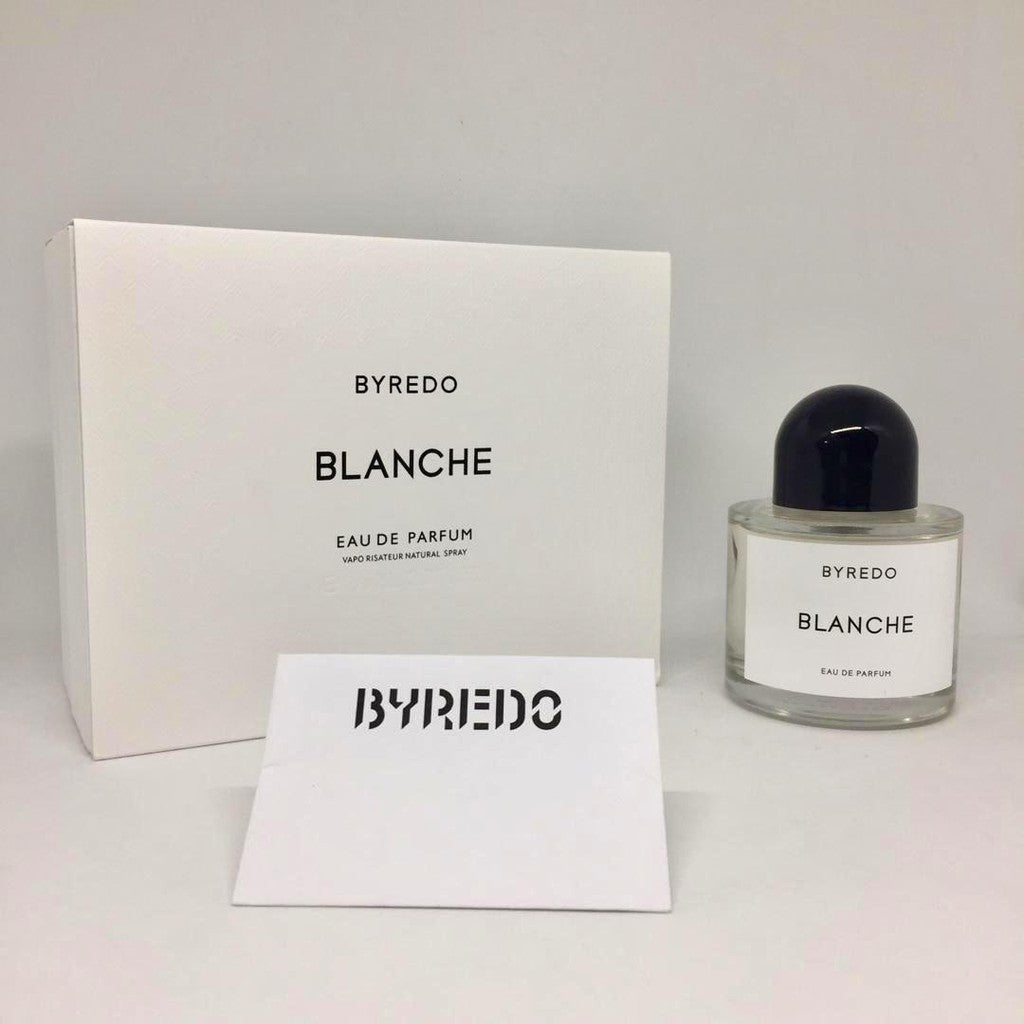 BYREDO
BLANCHE
EAU DE PARFUM
VAPO RISATEUR NATURAL SPRAY
BYREDO
BYREDO
BLANCHE
EAU DE PARFUM